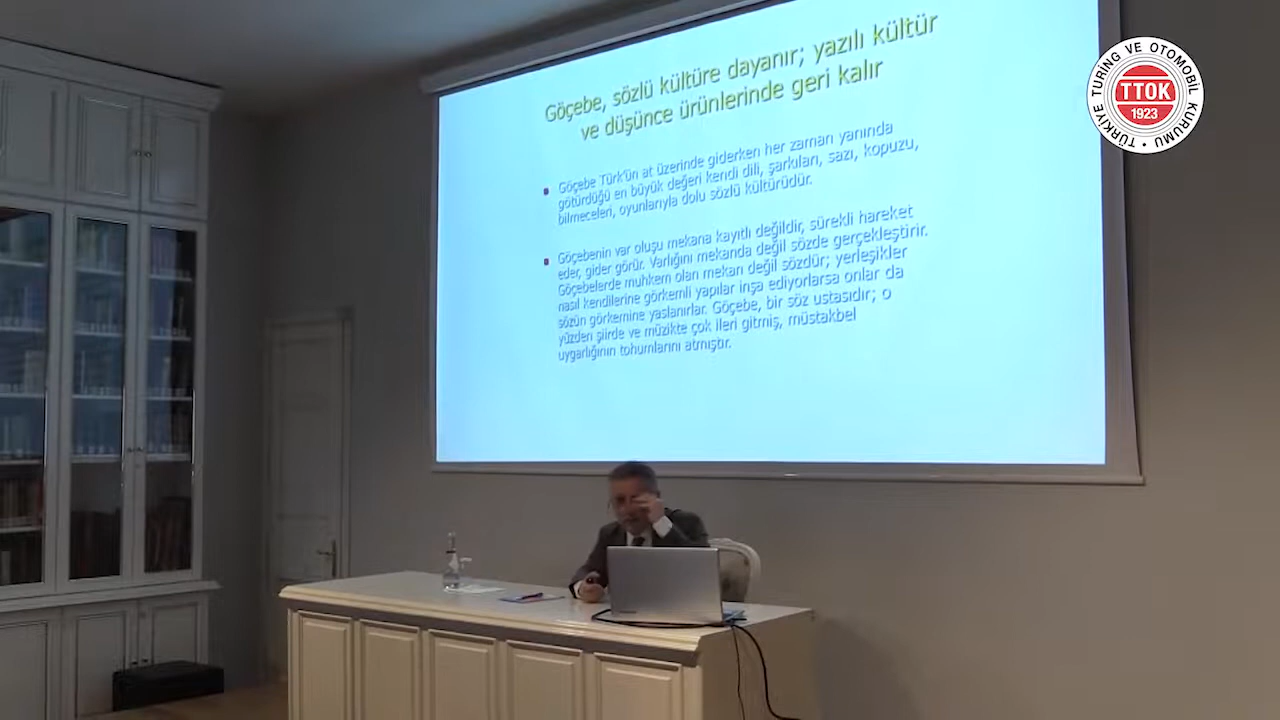 Göçebe, sözlü kültüre dayanır; yazılı kültür
ve düşünce ürünlerinde geri kalır
Göçebe Türk'ün at üzerinde giderken her zaman yanında
götürdüğü en büyük değeri kendi dili, şarkıları, sazı, kopuzu,
bilmeceleri, oyunlarıyla dolu sözlü kültürüdür.
Göçebenin var oluşu mekana kayıtlı değildir, sürekli hareket
eder, gider görür. Varlığını mekanda değil sözde gerçekleştirir.
Göçebelerde muhkem olan mekan değil sözdür; yerleşikler
nasıl kendilerine görkemli yapılar inşa ediyorlarsa onlar da
sözün görkemine yaslanırlar. Göçebe, bir söz ustasıdır; o
yüzden şiirde ve müzikte çok ileri gitmiş, müstakbel
uygarlığının tohumlarını atmıştır.
TÜRKİYE TURİNG VE OTOMOBİL KURUMU
TTOK
1923